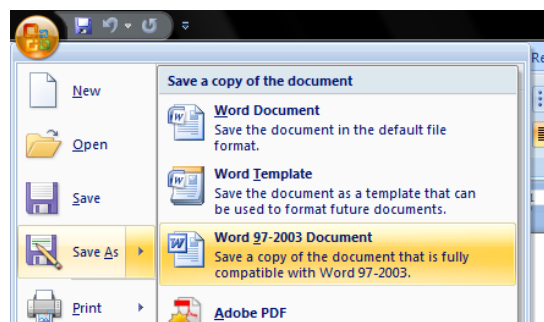 Re
New
Open
Save
Save As
Print
Save a copy of the document
Word Document
Save the document in the default file
format.
Word Template
Save the document as a template that can
be used to format future documents.
Word 97-2003 Document
Save a copy of the document that is fully
compatible with Word 97-2003.
Adobe PDF